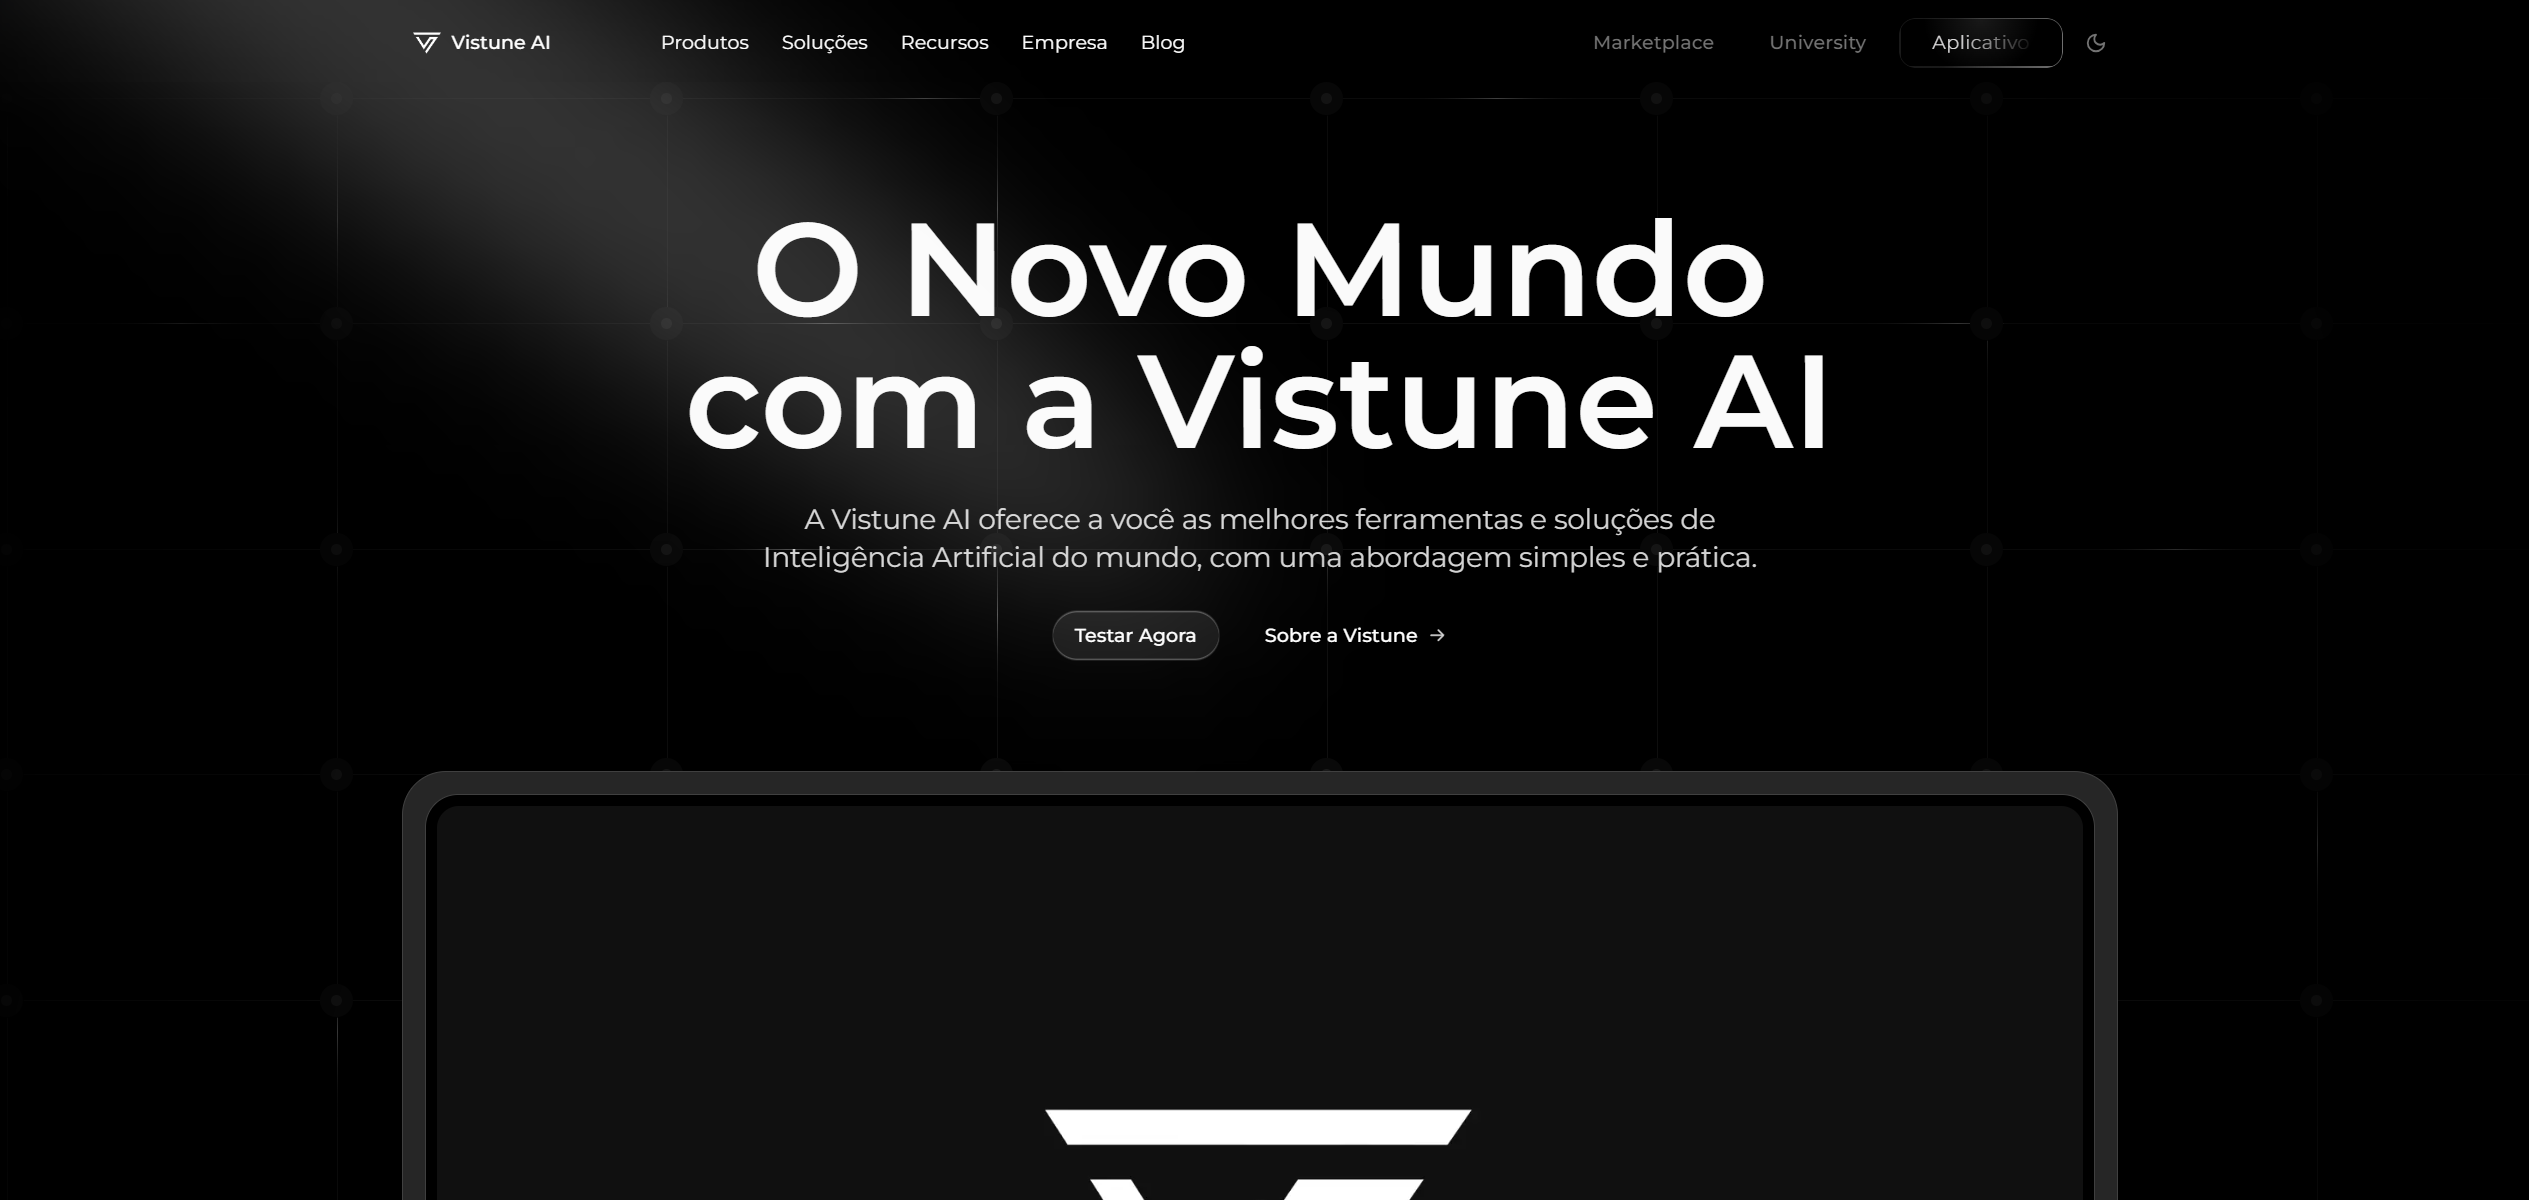 Vistune AI
Produtos
Soluções
Recursos
Empresa
Blog
Marketplace
University
Aplicativo
O Novo Mundo
com a Vistune AI
A Vistune AI oferece a você as melhores ferramentas e soluções de
Inteligência Artificial do mundo, com uma abordagem simples e prática.
Testar Agora
Sobre a Vistune →